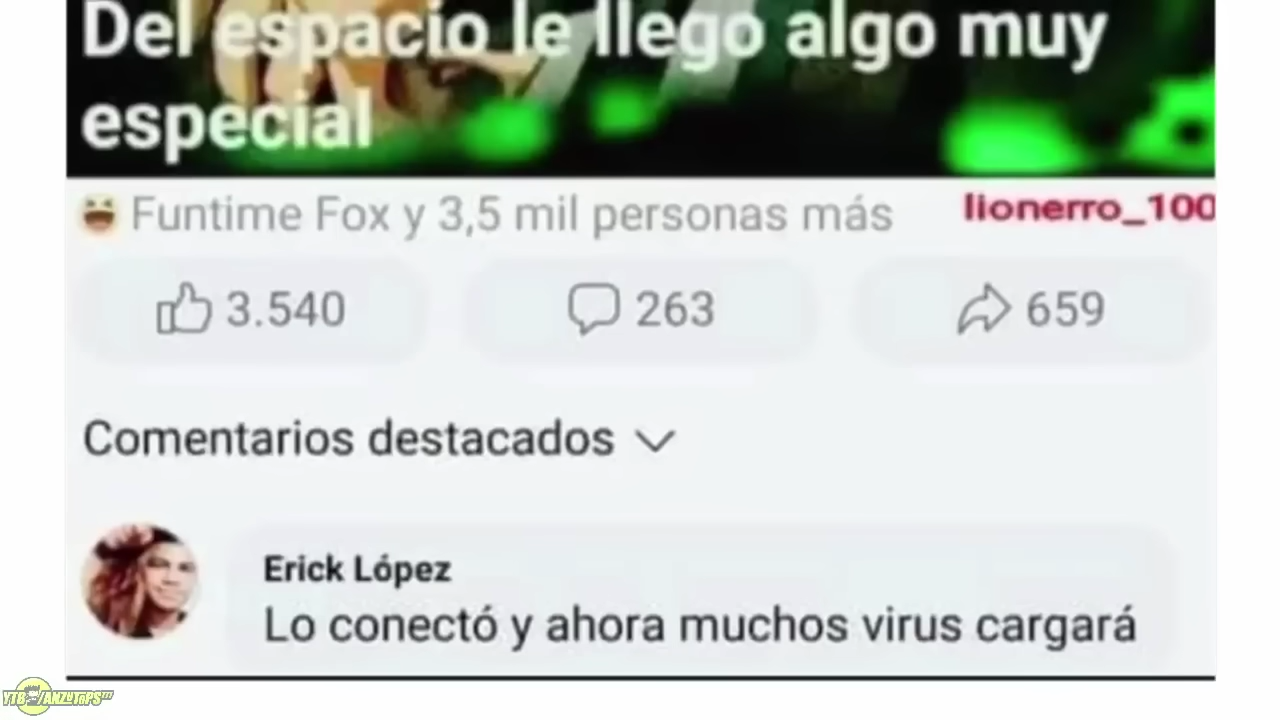 Del espacio le llego algo muy
especial
Funtime Fox y 3,5 mil personas más
lionerro_100
3.540
263
659
Comentarios destacados
Erick López
Lo conectó y ahora muchos virus cargará